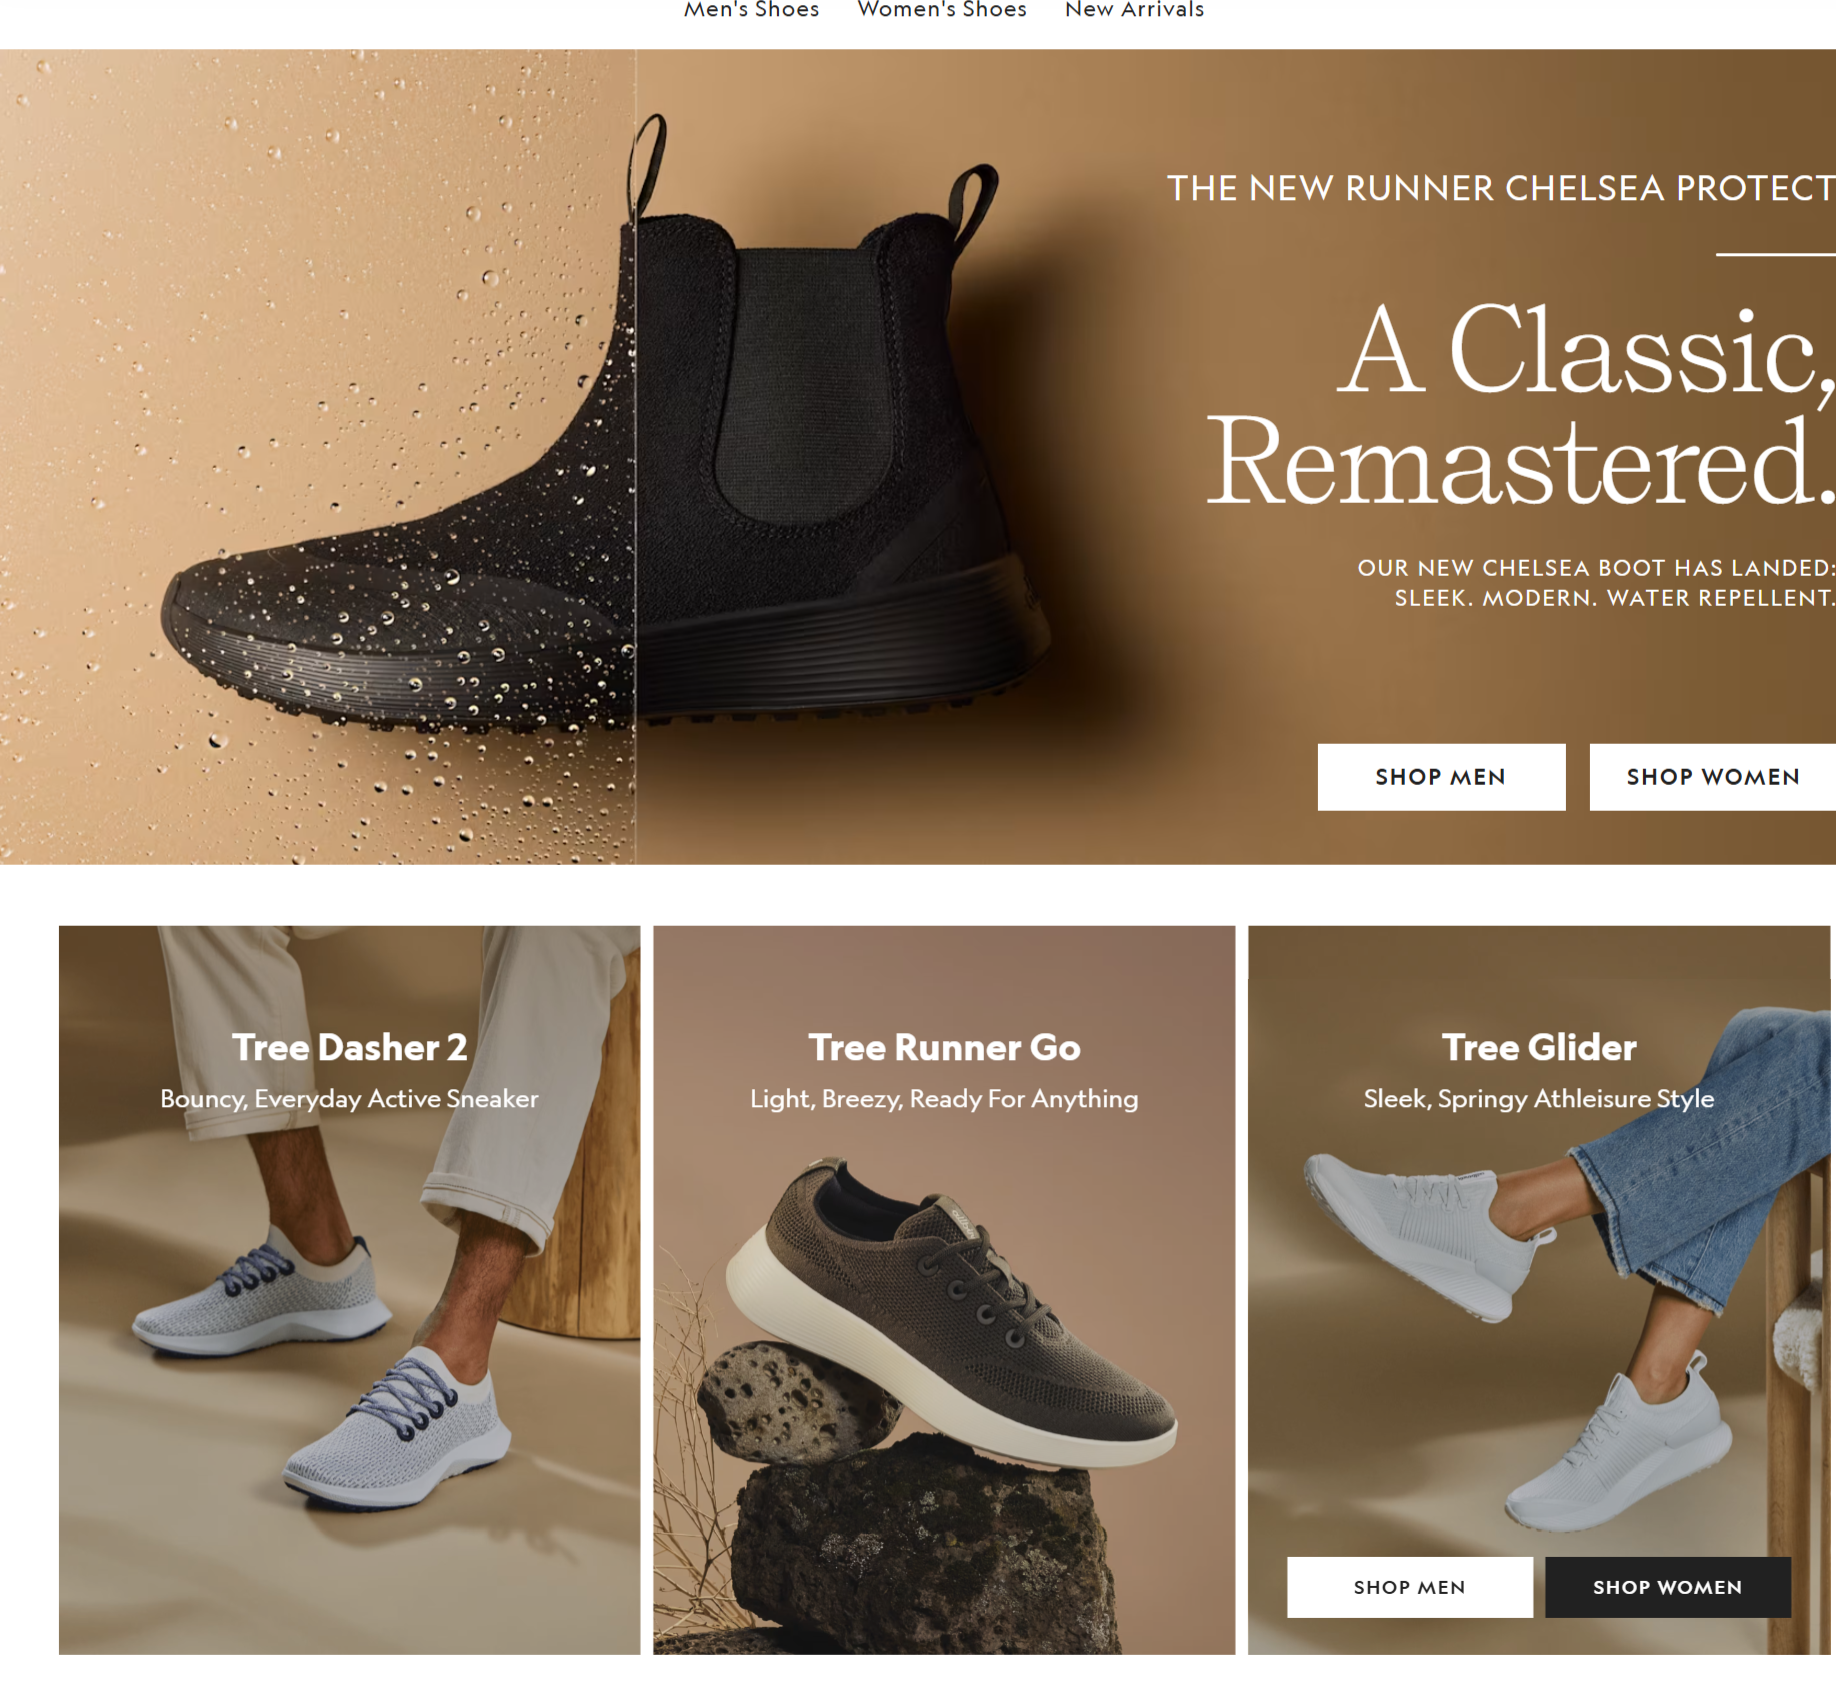 Men's Shoes Women's Shoes New Arrivals
THE NEW RUNNER CHELSEA PROTECT
A Classic,
Remastered.
OUR NEW CHELSEA BOOT HAS LANDED:
SLEEK. MODERN. WATER REPELLENT.
SHOP MEN SHOP WOMEN
Tree Dasher 2
Bouncy, Everyday Active Sneaker
Tree Runner Go
Light, Breezy, Ready For Anything
Tree Glider
Sleek, Springy Athleisure Style
SHOP MEN SHOP WOMEN